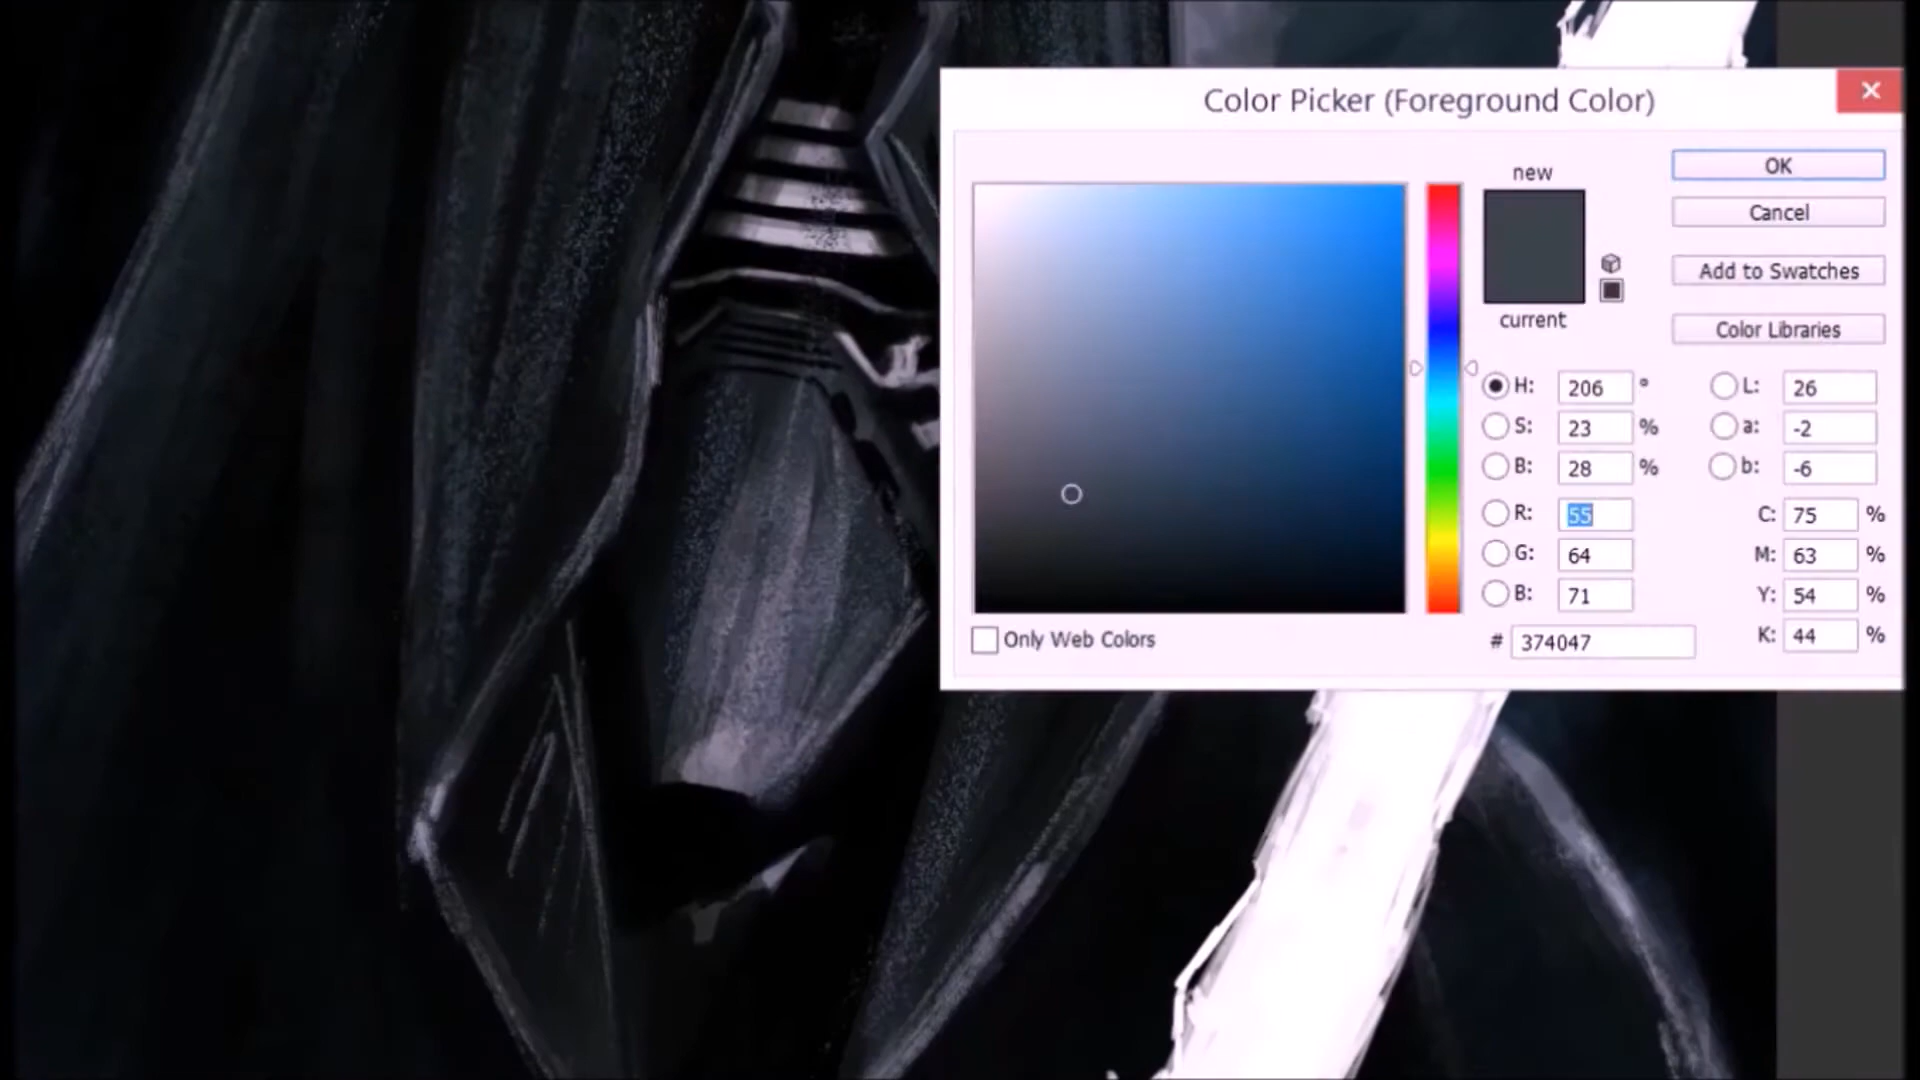 Color Picker (Foreground Color)
new
current
OK
Cancel
Add to Swatches
Color Libraries
H: 206 °
S: 23 %
B: 28 %
R: 55
G: 64
B: 71
# 374047
L: 26
a: -2
b: -6
C: 75 %
M: 63 %
Y: 54 %
K: 44 %
Only Web Colors